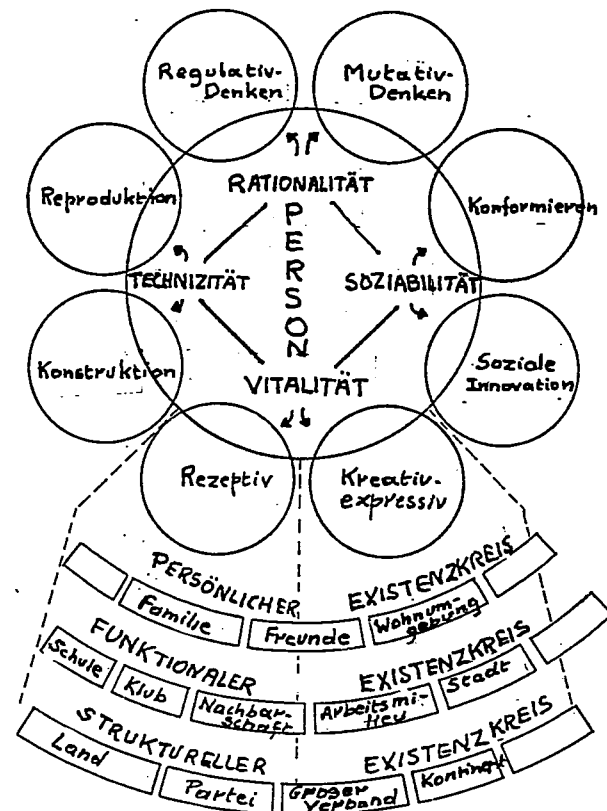 Regulativ-
Denken
Mutativ-
Denken
Reproduktion
RATIONALITÄT
Konformieren
PERSON
TECHNIZITÄT
SOZIABILITÄT
Konstruktion
VITALITÄT
Soziale
Innovation
Rezeptiv
Kreativ-
expressiv
PERSÖNLICHER EXISTENZKREIS
Familie
Freunde
Wohnum-
gebung
FUNKTIONALER EXISTENZKREIS
Schule
Klub
Nachbar-
schaft
Arbeitsmi-
lieu
Stadt
STRUKTURELLER EXISTENZKREIS
Land
Partei
Großer
Verband